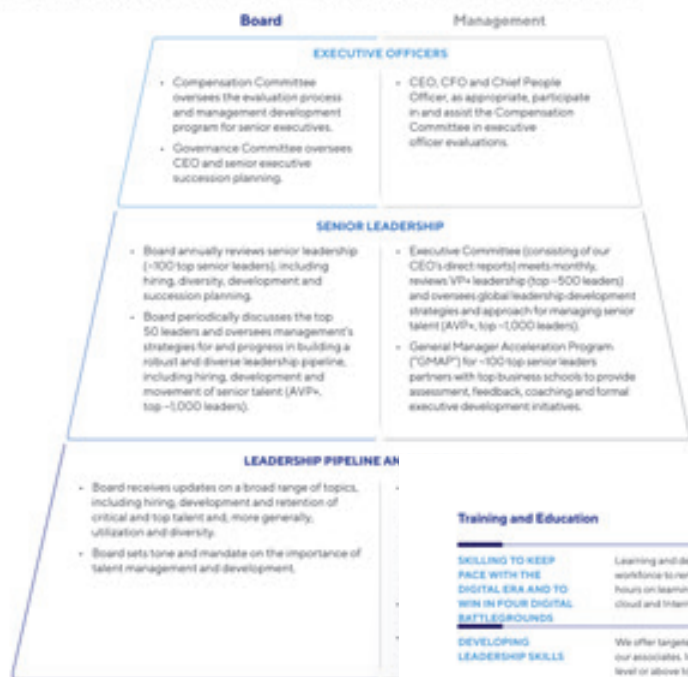 Board
Management
EXECUTIVE OFFICERS
• Compensation Committee
oversees the evaluation process
and management development
program for senior executives.
• Governance Committee oversees
CEO and senior executive
succession planning.
• CEO, CFO and Chief People
Officer, as appropriate, participate
in and assist the Compensation
Committee in executive
officer evaluations.
SENIOR LEADERSHIP
• Board annually reviews senior leadership
(~100 top senior leaders), including
hiring, diversity, development and
succession planning.
• Board periodically discusses the top
50 leaders and oversees management's
strategies for and progress in building a
robust and diverse leadership pipeline,
including hiring, development and
movement of senior talent (AVP+,
top ~1,000 leaders).
• Executive Committee (consisting of our
CEO's direct reports) meets monthly,
reviews VP+ leadership (top ~500 leaders)
and oversees global leadership development
strategies and approach for managing senior
talent (AVP+, top ~1,000 leaders).
• General Manager Acceleration Program
("GMAP") for ~100 top senior leaders
partners with top business schools to provide
assessment, feedback, coaching and formal
executive development initiatives.
LEADERSHIP PIPELINE AN
• Board receives updates on a broad range of topics,
including hiring, development and retention of
critical and top talent and, more generally,
utilization and diversity.
• Board sets tone and mandate on the importance of
talent management and development.
Training and Education
SKILLING TO KEEP
PACE WITH THE
DIGITAL ERA AND TO
WIN IN FOUR DIGITAL
BATTLEGROUNDS
Learning and de
workforce to re
hours on learni
cloud and Inter
DEVELOPING
LEADERSHIP SKILLS
We offer targete
our associates. I
level or above t